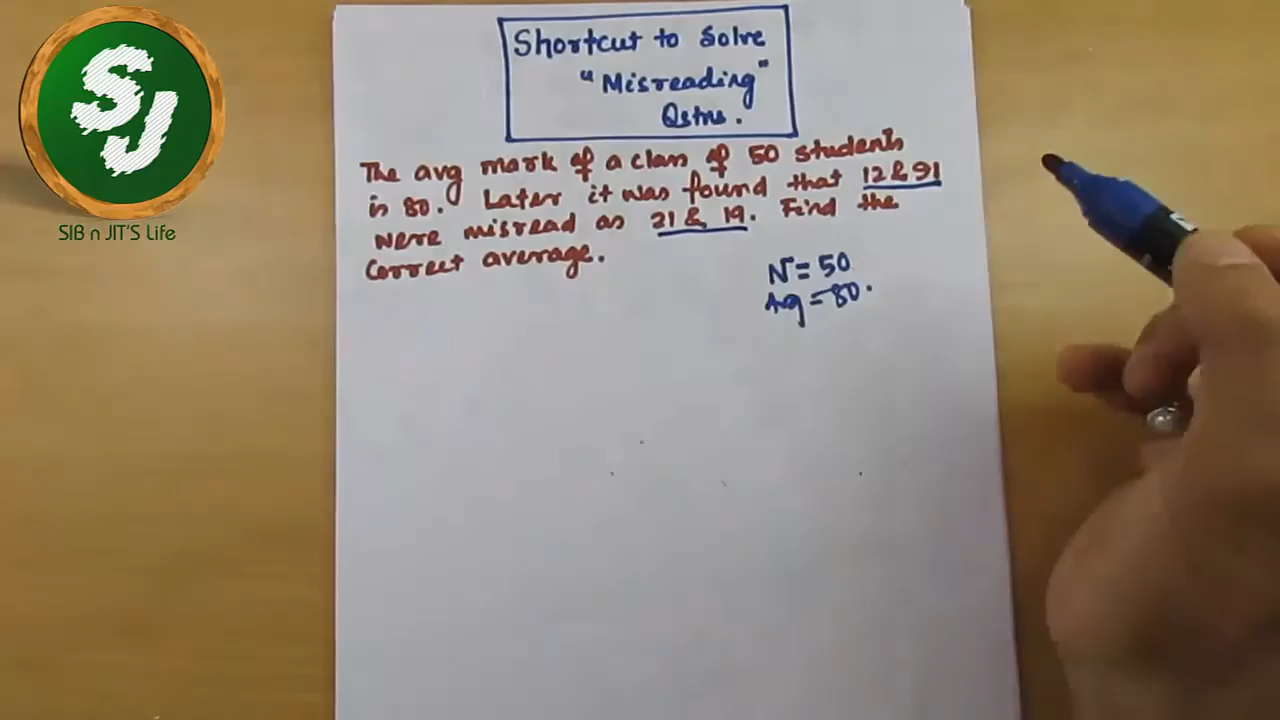 SJ
SIB n JIT'S Life
Shortcut to Solve
"Misreading"
Qstns.
The avg mark of a class of 50 students
is 80. Later it was found that 12 & 91
were misread as 21 & 19. Find the
Correct average.
N = 50
Avg = 80.